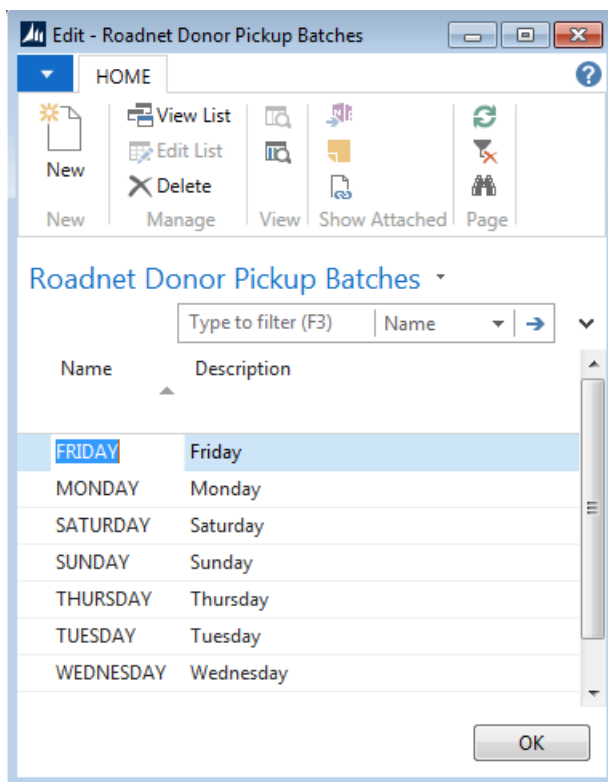 Edit - Roadnet Donor Pickup Batches
HOME
New
View List
Edit List
Delete
New Manage View Show Attached Page
Roadnet Donor Pickup Batches
Type to filter (F3) Name
Name Description
FRIDAY Friday
MONDAY Monday
SATURDAY Saturday
SUNDAY Sunday
THURSDAY Thursday
TUESDAY Tuesday
WEDNESDAY Wednesday
OK